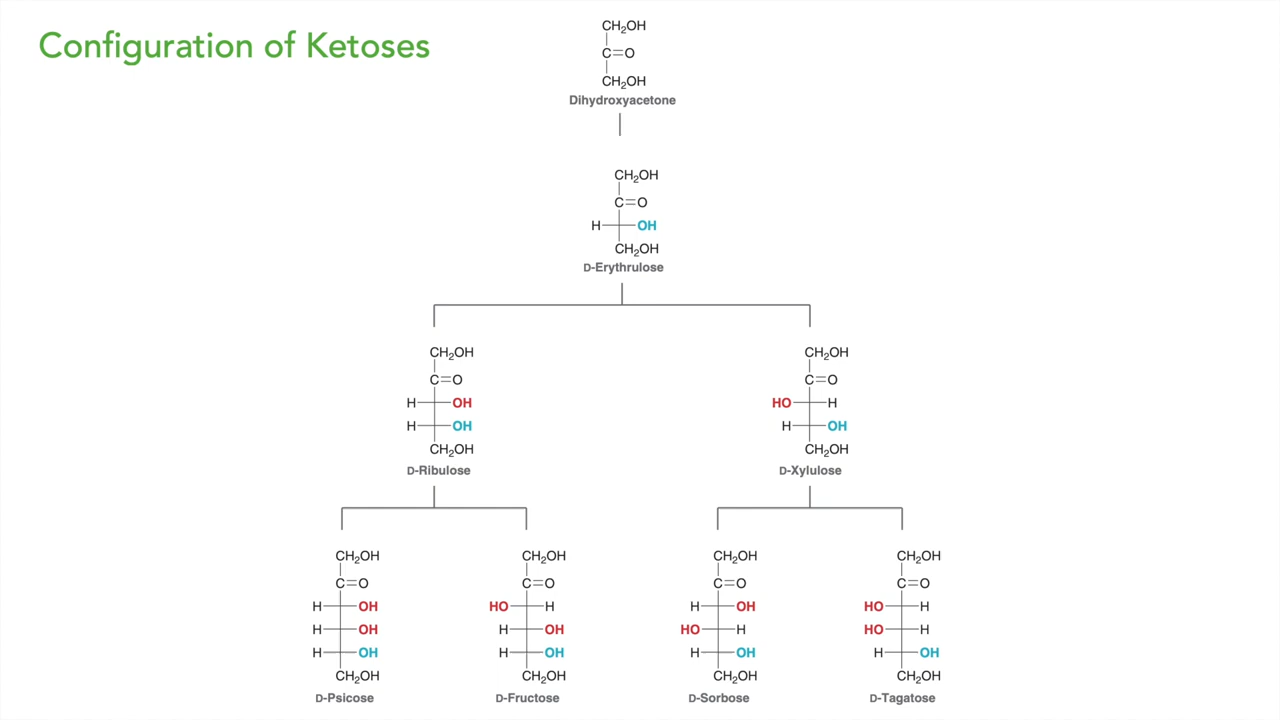 Configuration of Ketoses
CH₂OH
C=O
CH₂OH
Dihydroxyacetone
CH₂OH
C=O
H OH
CH₂OH
D-Erythrulose
CH₂OH
C=O
H OH
H OH
CH₂OH
D-Ribulose
CH₂OH
C=O
HO H
H OH
CH₂OH
D-Xylulose
CH₂OH
C=O
H OH
H OH
H OH
CH₂OH
D-Psicose
CH₂OH
C=O
HO H
H OH
H OH
CH₂OH
D-Fructose
CH₂OH
C=O
H OH
HO H
H OH
CH₂OH
D-Sorbose
CH₂OH
C=O
HO H
HO H
H OH
CH₂OH
D-Tagatose